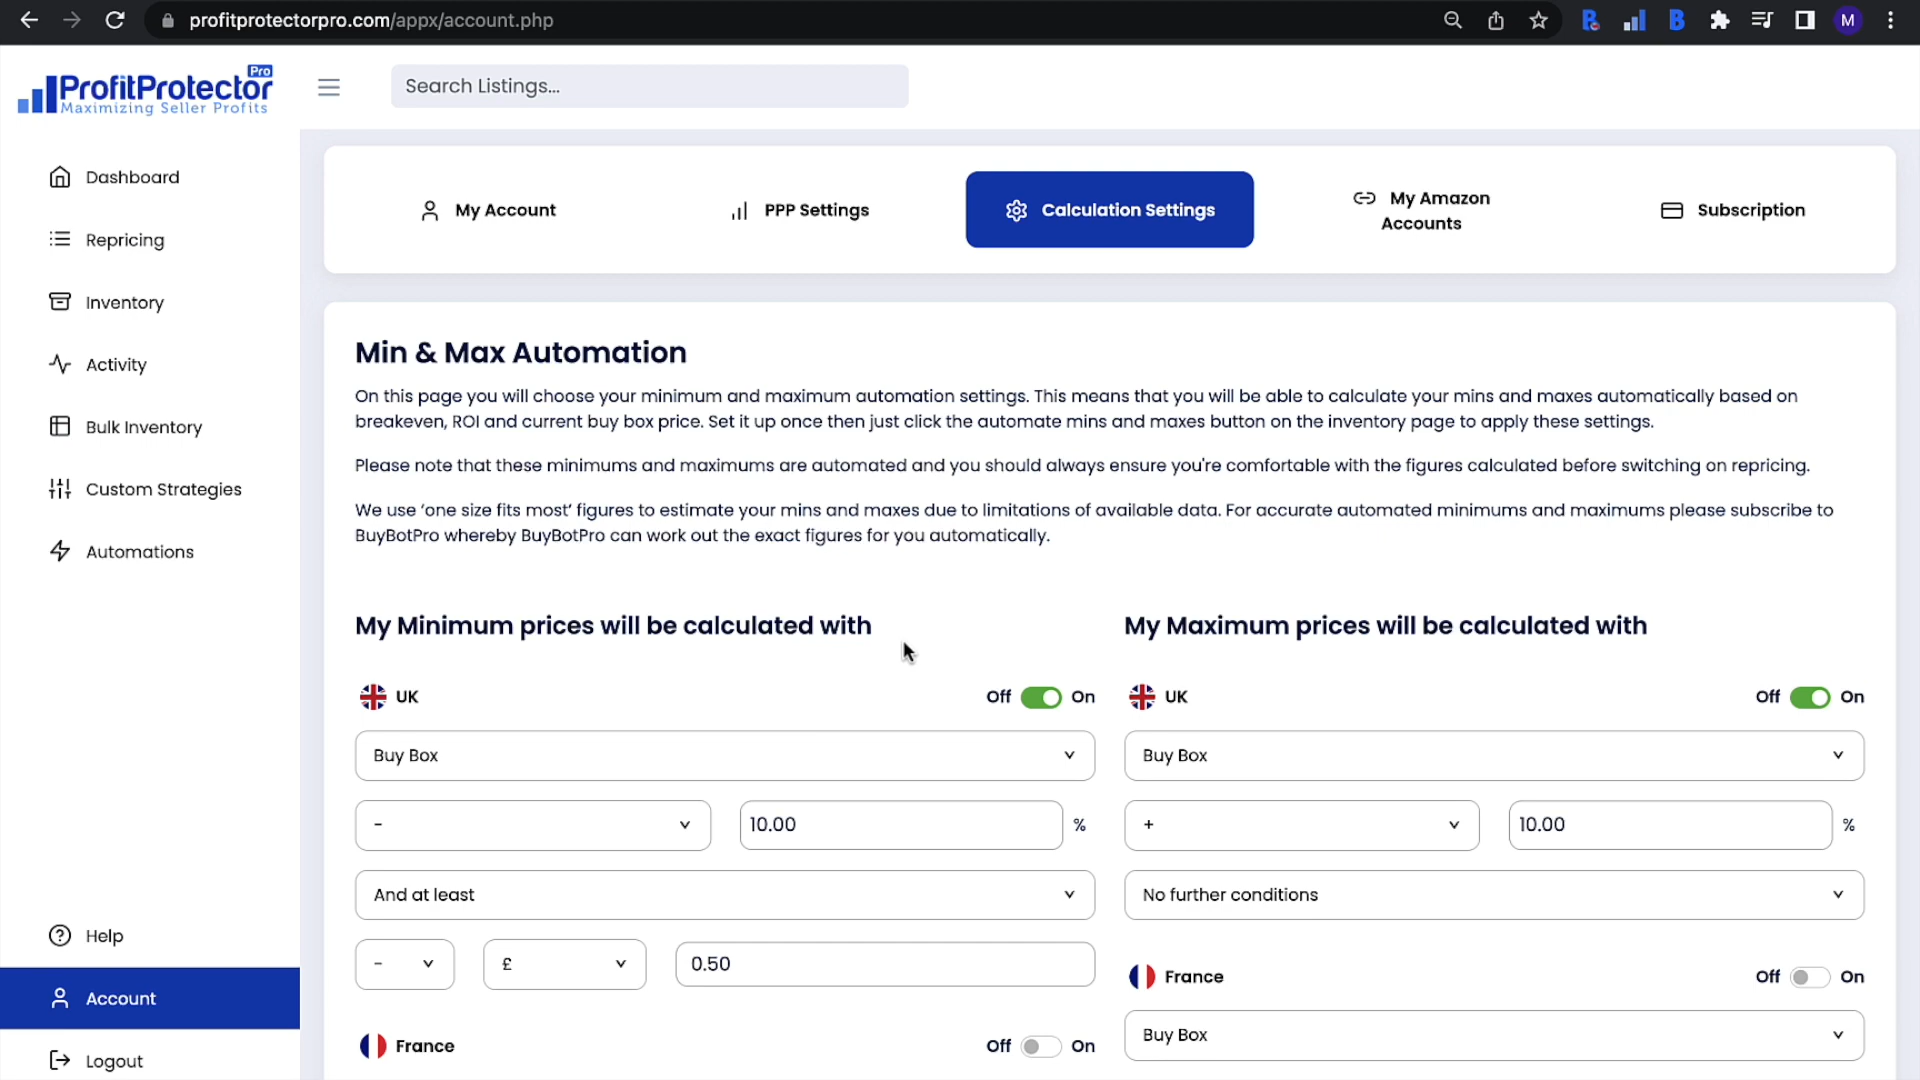 profitprotectorpro.com/appx/account.php
M
ProfitProtector Pro
Maximizing Seller Profits
Search Listings...
Dashboard
Repricing
Inventory
Activity
Bulk Inventory
Custom Strategies
Automations
Help
Account
Logout
My Account
PPP Settings
Calculation Settings
My Amazon
Accounts
Subscription
Min & Max Automation
On this page you will choose your minimum and maximum automation settings. This means that you will be able to calculate your mins and maxes automatically based on
breakeven, ROI and current buy box price. Set it up once then just click the automate mins and maxes button on the inventory page to apply these settings.
Please note that these minimums and maximums are automated and you should always ensure you're comfortable with the figures calculated before switching on repricing.
We use ‘one size fits most’ figures to estimate your mins and maxes due to limitations of available data. For accurate automated minimums and maximums please subscribe to
BuyBotPro whereby BuyBotPro can work out the exact figures for you automatically.
My Minimum prices will be calculated with
UK
Off On
Buy Box
- 10.00 %
And at least
- £ 0.50
France
Off On
My Maximum prices will be calculated with
UK
Off On
Buy Box
+ 10.00 %
No further conditions
France
Off On
Buy Box